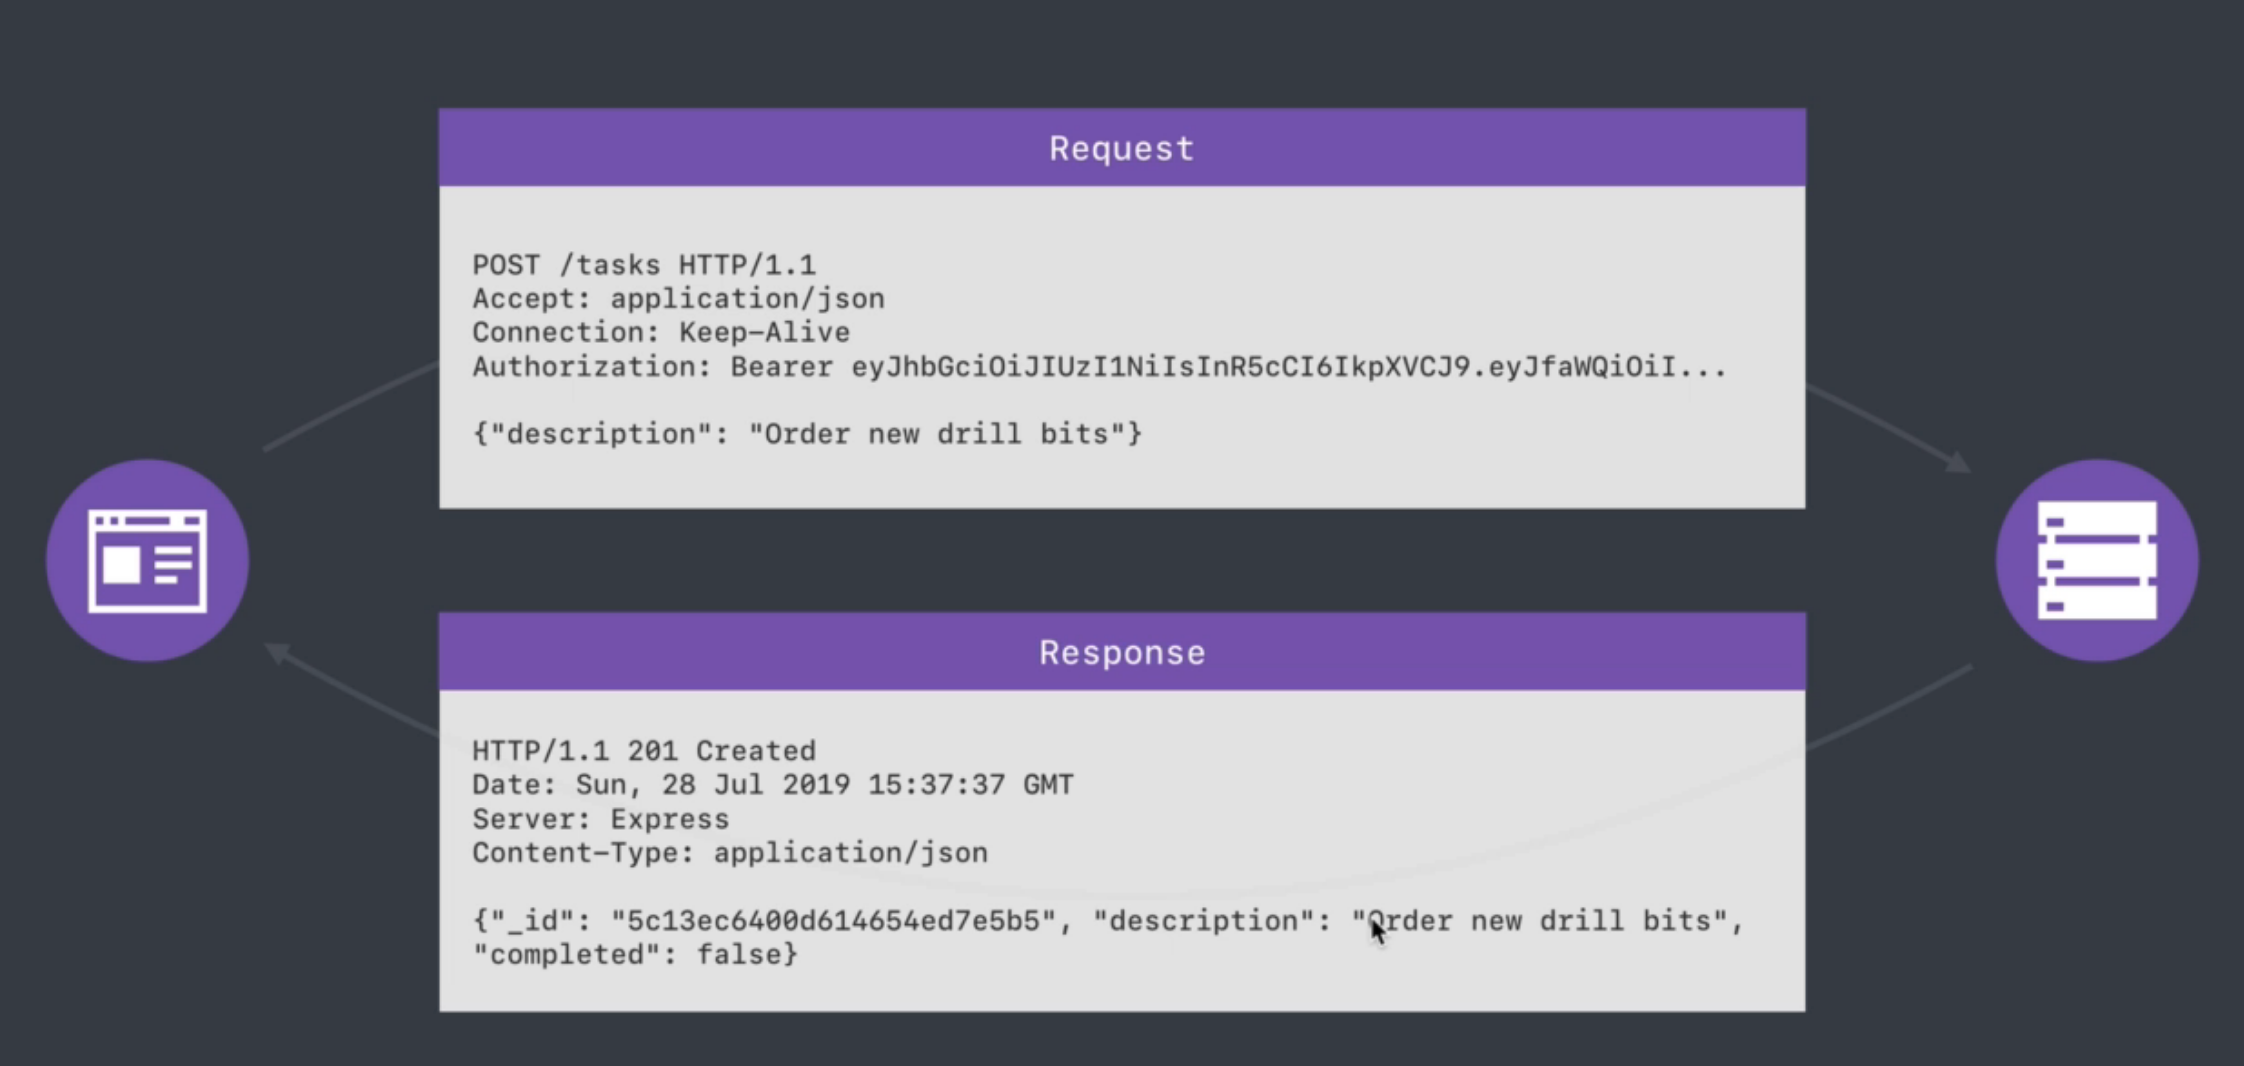 Request
POST /tasks HTTP/1.1
Accept: application/json
Connection: Keep-Alive
Authorization: Bearer eyJhbGciOiJIUzI1NiIsInR5cCI6IkpXVCJ9.eyJfaWQiOiI...
{"description": "Order new drill bits"}
Response
HTTP/1.1 201 Created
Date: Sun, 28 Jul 2019 15:37:37 GMT
Server: Express
Content-Type: application/json
{"_id": "5c13ec6400d614654ed7e5b5", "description": "Order new drill bits",
"completed": false}